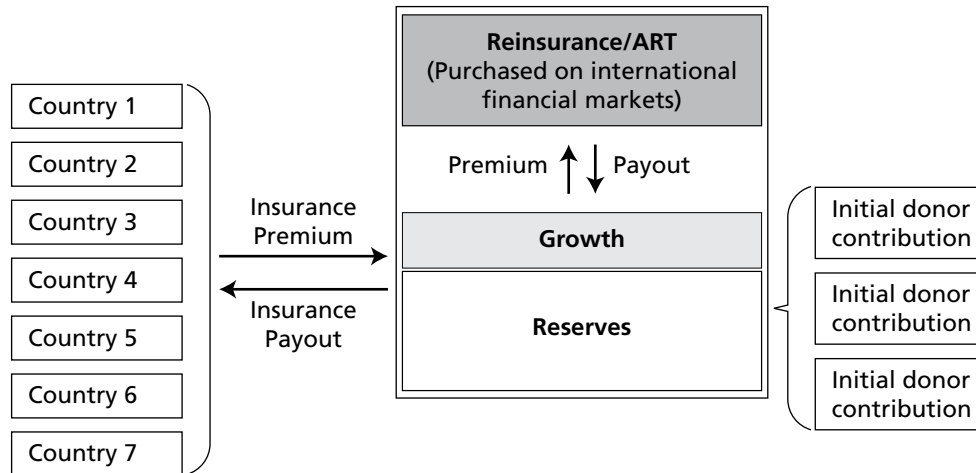 Country 1
Country 2
Country 3
Country 4
Country 5
Country 6
Country 7
Insurance
Premium
Insurance
Payout
Reinsurance/ART
(Purchased on international
financial markets)
Premium
Payout
Growth
Reserves
Initial donor
contribution
Initial donor
contribution
Initial donor
contribution